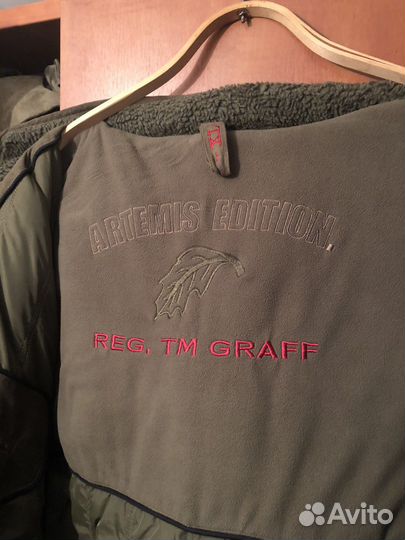 ARTEMIS EDITION.
REG. TM GRAFF
Avito